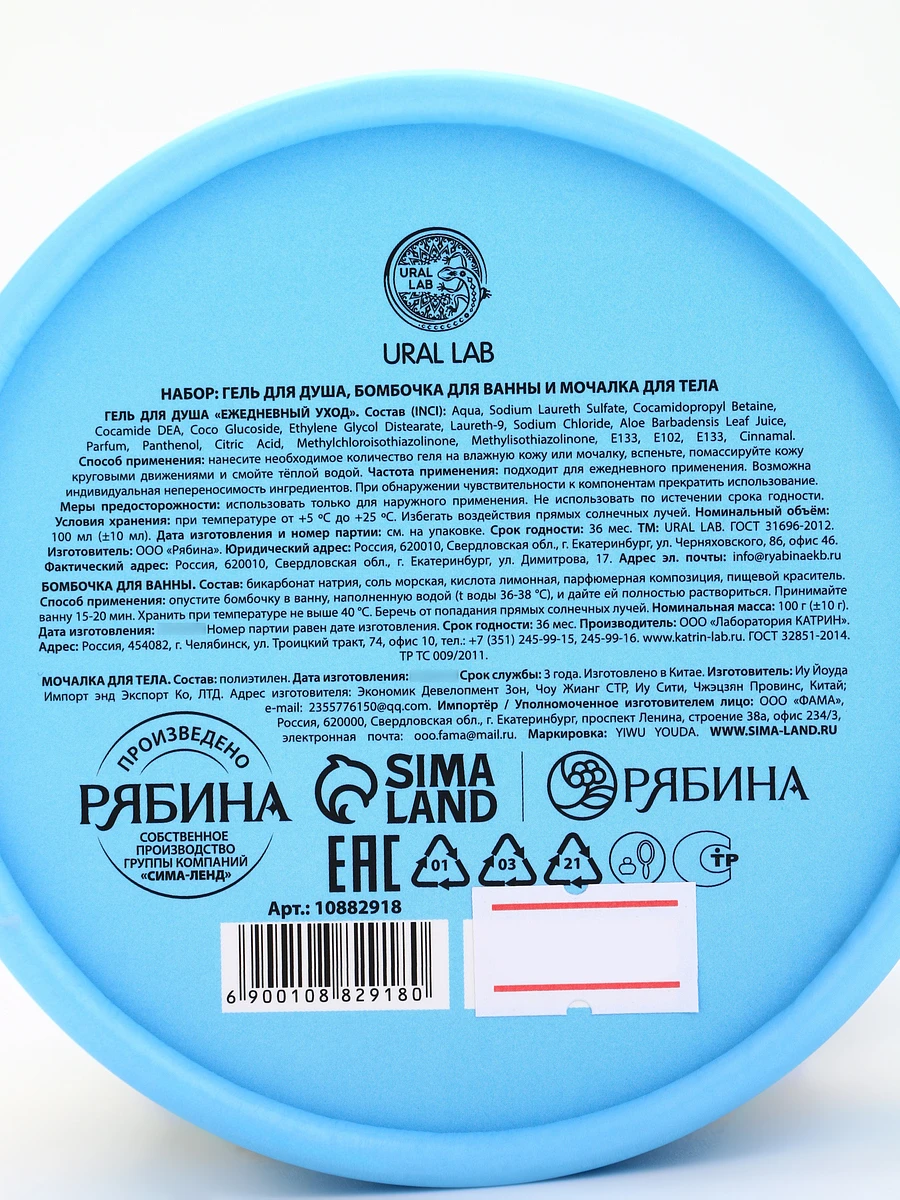 URAL
LAB
URAL LAB
НАБОР: ГЕЛЬ ДЛЯ ДУША, БОМБОЧКА ДЛЯ ВАННЫ И МОЧАЛКА ДЛЯ ТЕЛА
ГЕЛЬ ДЛЯ ДУША «ЕЖЕДНЕВНЫЙ УХОД». Состав (INCI): Aqua, Sodium Laureth Sulfate, Cocamidopropyl Betaine,
Cocamide DEA, Coco Glucoside, Ethylene Glycol Distearate, Laureth-9, Sodium Chloride, Aloe Barbadensis Leaf Juice,
Parfum, Panthenol, Citric Acid, Methylchloroisothiazolinone, Methylisothiazolinone, E133, E102, E133, Cinnamal.
Способ применения: нанесите необходимое количество геля на влажную кожу или мочалку, вспеньте, помассируйте кожу
круговыми движениями и смойте тёплой водой. Частота применения: подходит для ежедневного применения. Возможна
индивидуальная непереносимость ингредиентов. При обнаружении чувствительности к компонентам прекратить использование.
Меры предосторожности: использовать только для наружного применения. Не использовать по истечении срока годности.
Условия хранения: при температуре от +5 ºС до +25 ºС. Избегать воздействия прямых солнечных лучей. Номинальный объём:
100 мл (±10 мл). Дата изготовления и номер партии: см. на упаковке. Срок годности: 36 мес. ТМ: URAL LAB. ГОСТ 31696-2012.
Изготовитель: ООО «Рябина». Юридический адрес: Россия, 620010, Свердловская обл., г. Екатеринбург, ул. Черняховского, 86, офис 46.
Фактический адрес: Россия, 620010, Свердловская обл., г. Екатеринбург, ул. Димитрова, 17. Адрес эл. почты: info@ryabinaekb.ru
БОМБОЧКА ДЛЯ ВАННЫ. Состав: бикарбонат натрия, соль морская, кислота лимонная, парфюмерная композиция, пищевой краситель.
Способ применения: опустите бомбочку в ванну, наполненную водой (t воды 36-38 °С), и дайте ей полностью раствориться. Принимайте
ванну 15-20 мин. Хранить при температуре не выше 40 °С. Беречь от попадания прямых солнечных лучей. Номинальная масса: 100 г (±10 г).
Дата изготовления: Номер партии равен дате изготовления. Срок годности: 36 мес. Производитель: ООО «Лаборатория КАТРИН».
Адрес: Россия, 454082, г. Челябинск, ул. Троицкий тракт, 74, офис 10, тел.: +7 (351) 245-99-15, 245-99-16. www.katrin-lab.ru. ГОСТ 32851-2014.
ТР ТС 009/2011.
МОЧАЛКА ДЛЯ ТЕЛА. Состав: полиэтилен. Дата изготовления: Срок службы: 3 года. Изготовлено в Китае. Изготовитель: Иу Йоуда
Импорт энд Экспорт Ко, ЛТД. Адрес изготовителя: Экономик Девелопмент Зон, Чоу Жианг СТР, Иу Сити, Чжэцзян Провинс, Китай;
e-mail: 2355776150@qq.com. Импортёр / Уполномоченное изготовителем лицо: ООО «ФАМА»,
Россия, 620000, Свердловская обл., г. Екатеринбург, проспект Ленина, строение 38а, офис 234/3,
электронная почта: ooo.fama@mail.ru. Маркировка: YIWU YOUDA. WWW.SIMA-LAND.RU
ПРОИЗВЕДЕНО
РЯБИНА
СОБСТВЕННОЕ
ПРОИЗВОДСТВО
ГРУППЫ КОМПАНИЙ
«СИМА-ЛЕНД»
SIMA
LAND
РЯБИНА
EAC
01
03
21
СТР
Арт.: 10882918
6 900108 829180